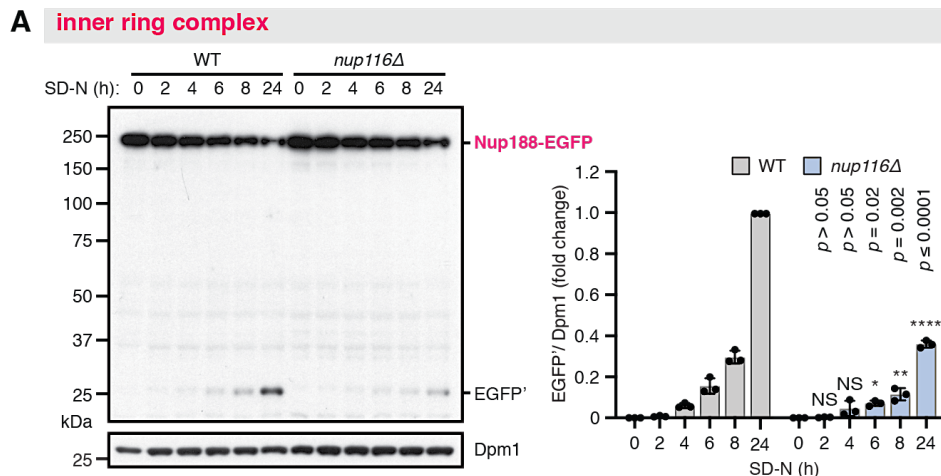 A inner ring complex
WT nup116Δ
SD-N (h): 0 2 4 6 8 24 0 2 4 6 8 24
250
150
100
75
50
37
25
kDa
25
Nup188-EGFP
EGFP’
Dpm1
WT nup116Δ
EGFP’/ Dpm1 (fold change)
1.2
1.0
0.8
0.6
0.4
0.2
0
p > 0.05
p > 0.05
p = 0.02
p = 0.002
p ≤ 0.0001
NS NS * ** ****
0 2 4 6 8 24 0 2 4 6 8 24
SD-N (h)